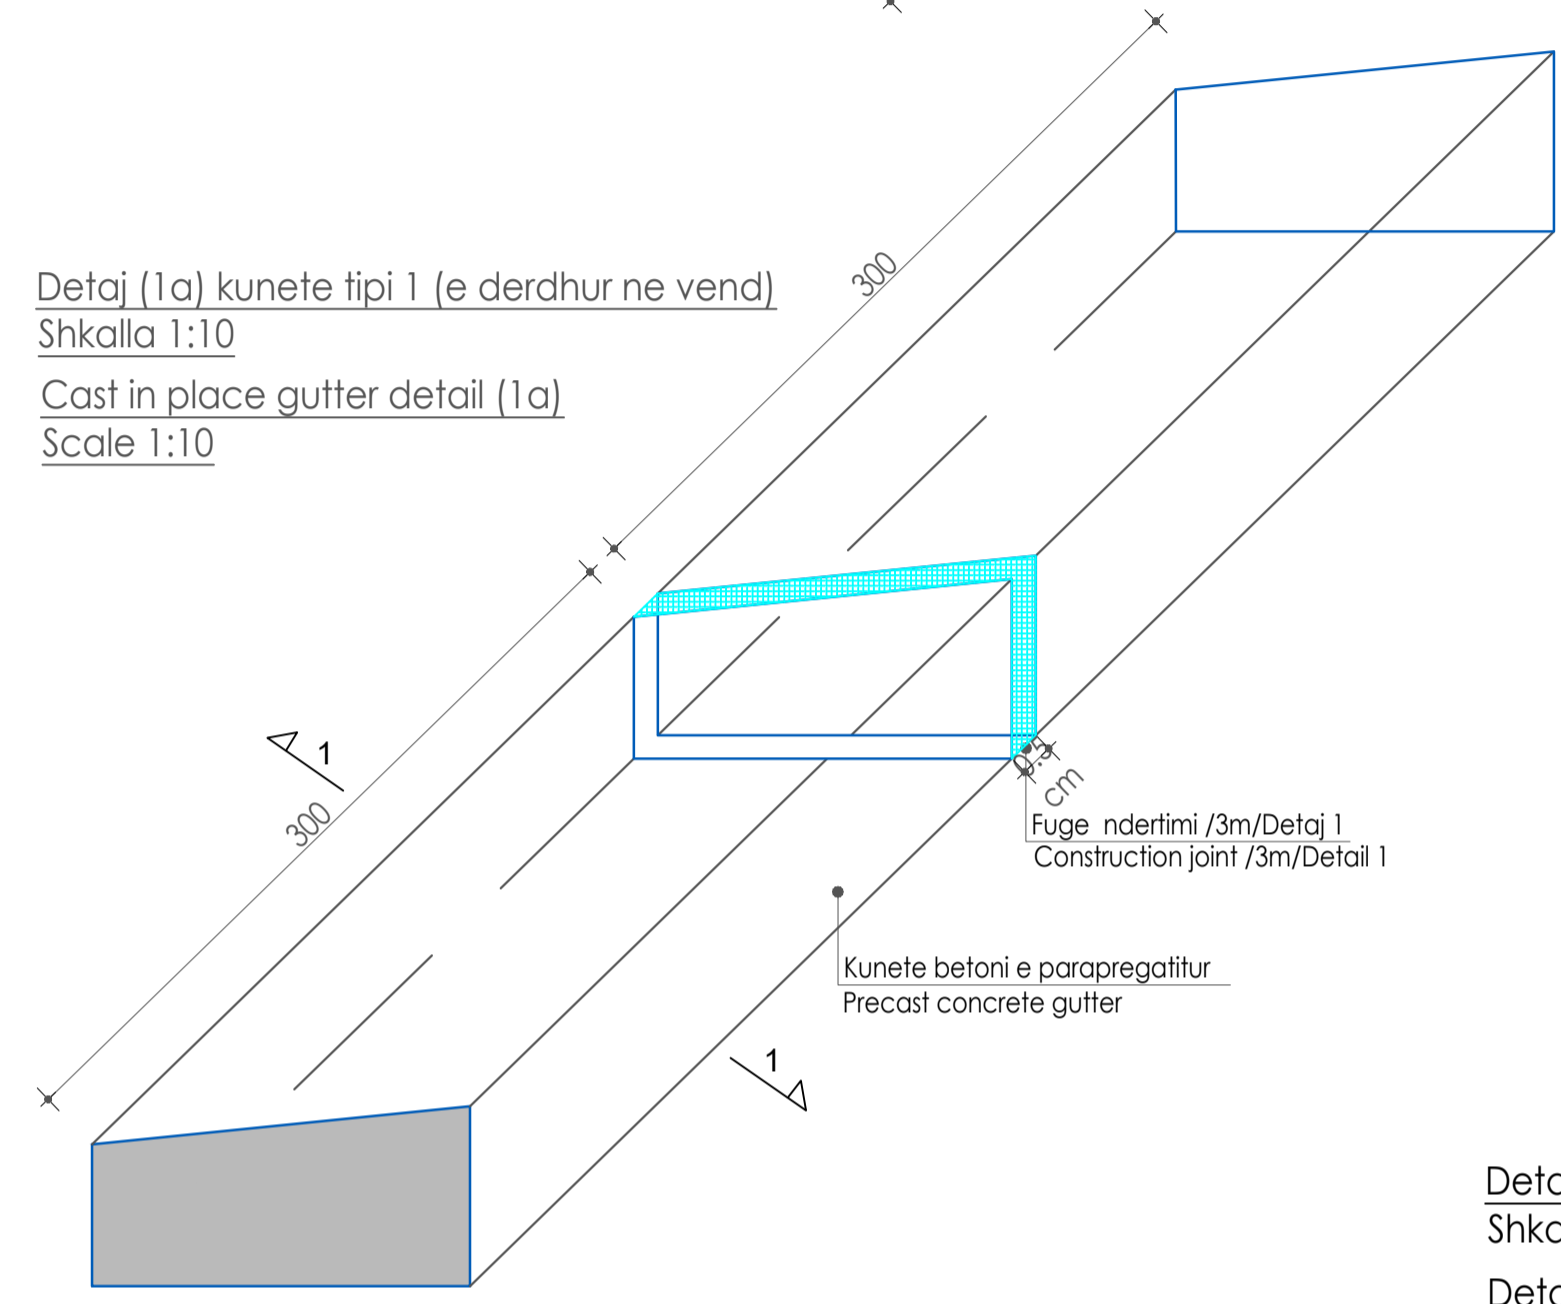 300
Detaj (1a) kunete tipi 1 (e derdhur ne vend)
Shkalla 1:10
Cast in place gutter detail (1a)
Scale 1:10
1
300
0.5
cm
Fuge ndertimi /3m/Detaj 1
Construction joint /3m/Detail 1
Kunete betoni e parapregatitur
Precast concrete gutter
1